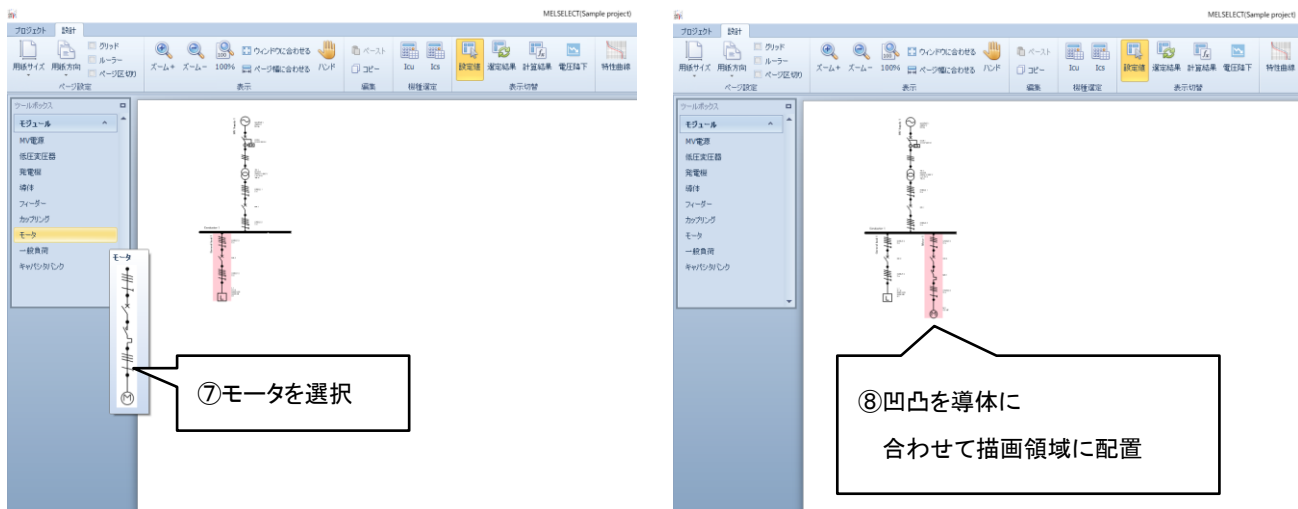 MELSELECT(Sample project)
プロジェクト 設計
用紙サイズ 用紙方向 グリッド ルーラー ページ区切り
ズーム+ ズーム- 100% ウィンドウに合わせる ページ幅に合わせる ハンド
ペースト コピー
Icu Ics
設定値 選定結果 計算結果 電圧降下 特性曲線
ページ設定 表示 編集 機種選定 表示切替
ツールボックス
モジュール
MV電源
低圧変圧器
発電機
導体
フィーダー
カップリング
モータ
一般負荷
キャパシタバンク
モータ
M
L
⑦モータを選択
MELSELECT(Sample project)
プロジェクト 設計
用紙サイズ 用紙方向 グリッド ルーラー ページ区切り
ズーム+ ズーム- 100% ウィンドウに合わせる ページ幅に合わせる ハンド
ペースト コピー
Icu Ics
設定値 選定結果 計算結果 電圧降下 特性曲線
ページ設定 表示 編集 機種選定 表示切替
ツールボックス
モジュール
MV電源
低圧変圧器
発電機
導体
フィーダー
カップリング
モータ
一般負荷
キャパシタバンク
L
M
⑧凹凸を導体に
合わせて描画領域に配置